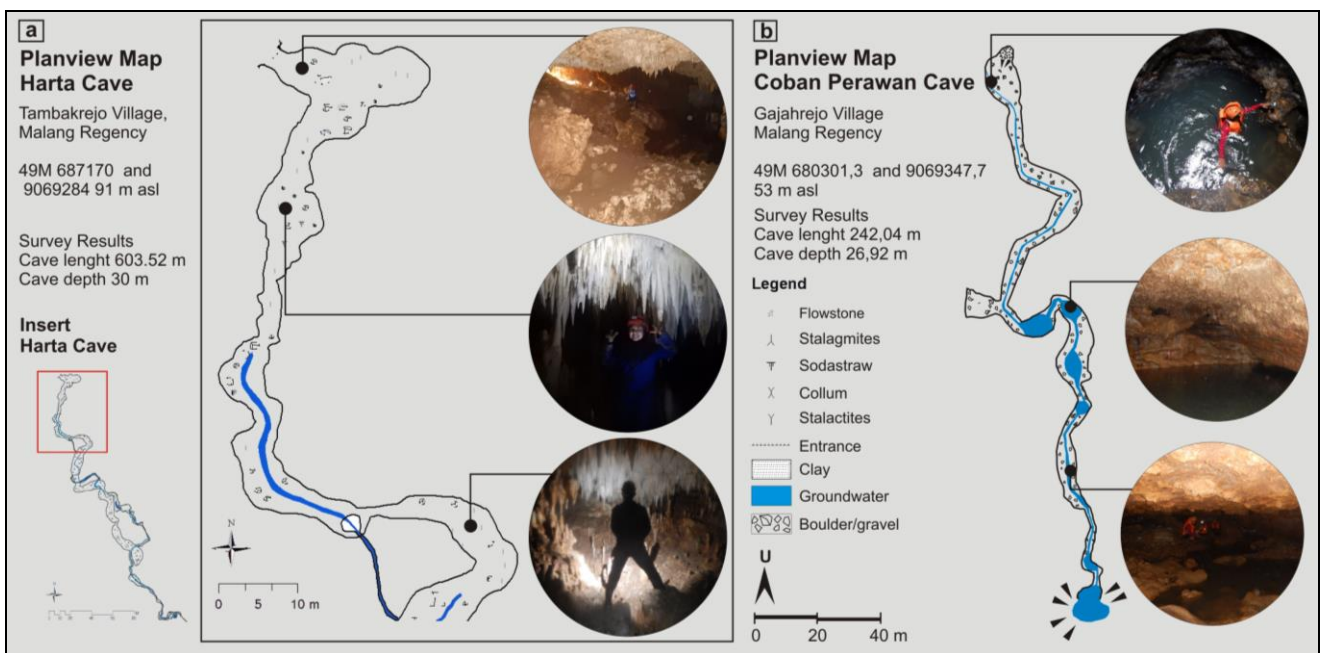 a
Planview Map
Harta Cave
Tambakrejo Village,
Malang Regency
49M 687170 and
9069284 91 m asl
Survey Results
Cave lenght 603.52 m
Cave depth 30 m
Insert
Harta Cave
N
0 5 10 m
b
Planview Map
Coban Perawan Cave
Gajahrejo Village
Malang Regency
49M 680301,3 and 9069347,7
53 m asl
Survey Results
Cave lenght 242,04 m
Cave depth 26,92 m
Legend
Flowstone
Stalagmites
Sodastraw
Collum
Stalactites
Entrance
Clay
Groundwater
Boulder/gravel
U
0 20 40 m